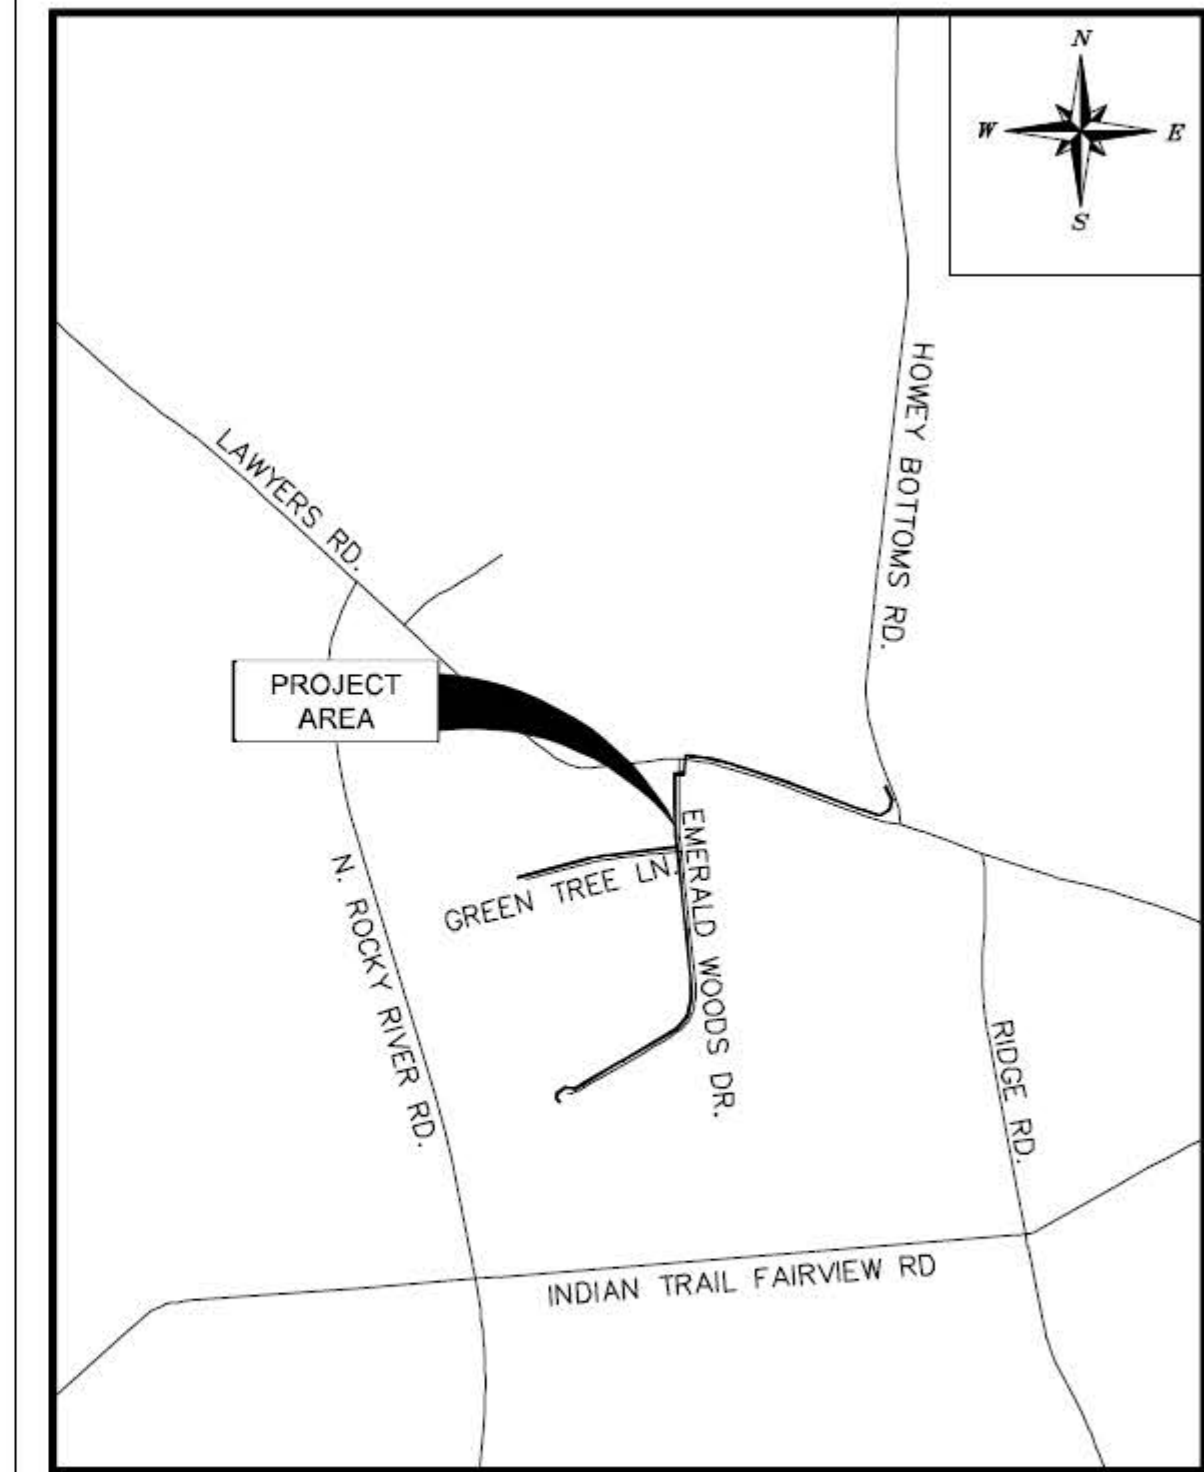 N
W E
S
HOWEY BOTTOMS RD.
LAWYERS RD.
PROJECT
AREA
EMERALD WOODS DR.
GREEN TREE LN.
N. ROCKY RIVER RD.
RIDGE RD.
INDIAN TRAIL FAIRVIEW RD